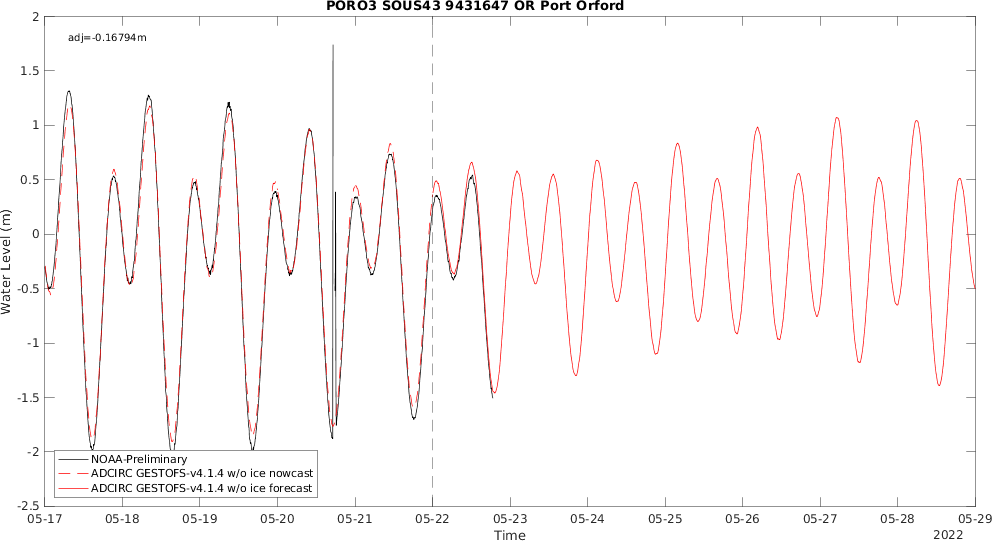 PORO3 SOUS43 9431647 OR Port Orford
adj=-0.16794m
2
1.5
1
0.5
0
-0.5
-1
-1.5
-2
-2.5
Water Level (m)
NOAA-Preliminary
ADCIRC GESTOFS-v4.1.4 w/o ice nowcast
ADCIRC GESTOFS-v4.1.4 w/o ice forecast
05-17 05-18 05-19 05-20 05-21 05-22 05-23 05-24 05-25 05-26 05-27 05-28 05-29
Time
2022